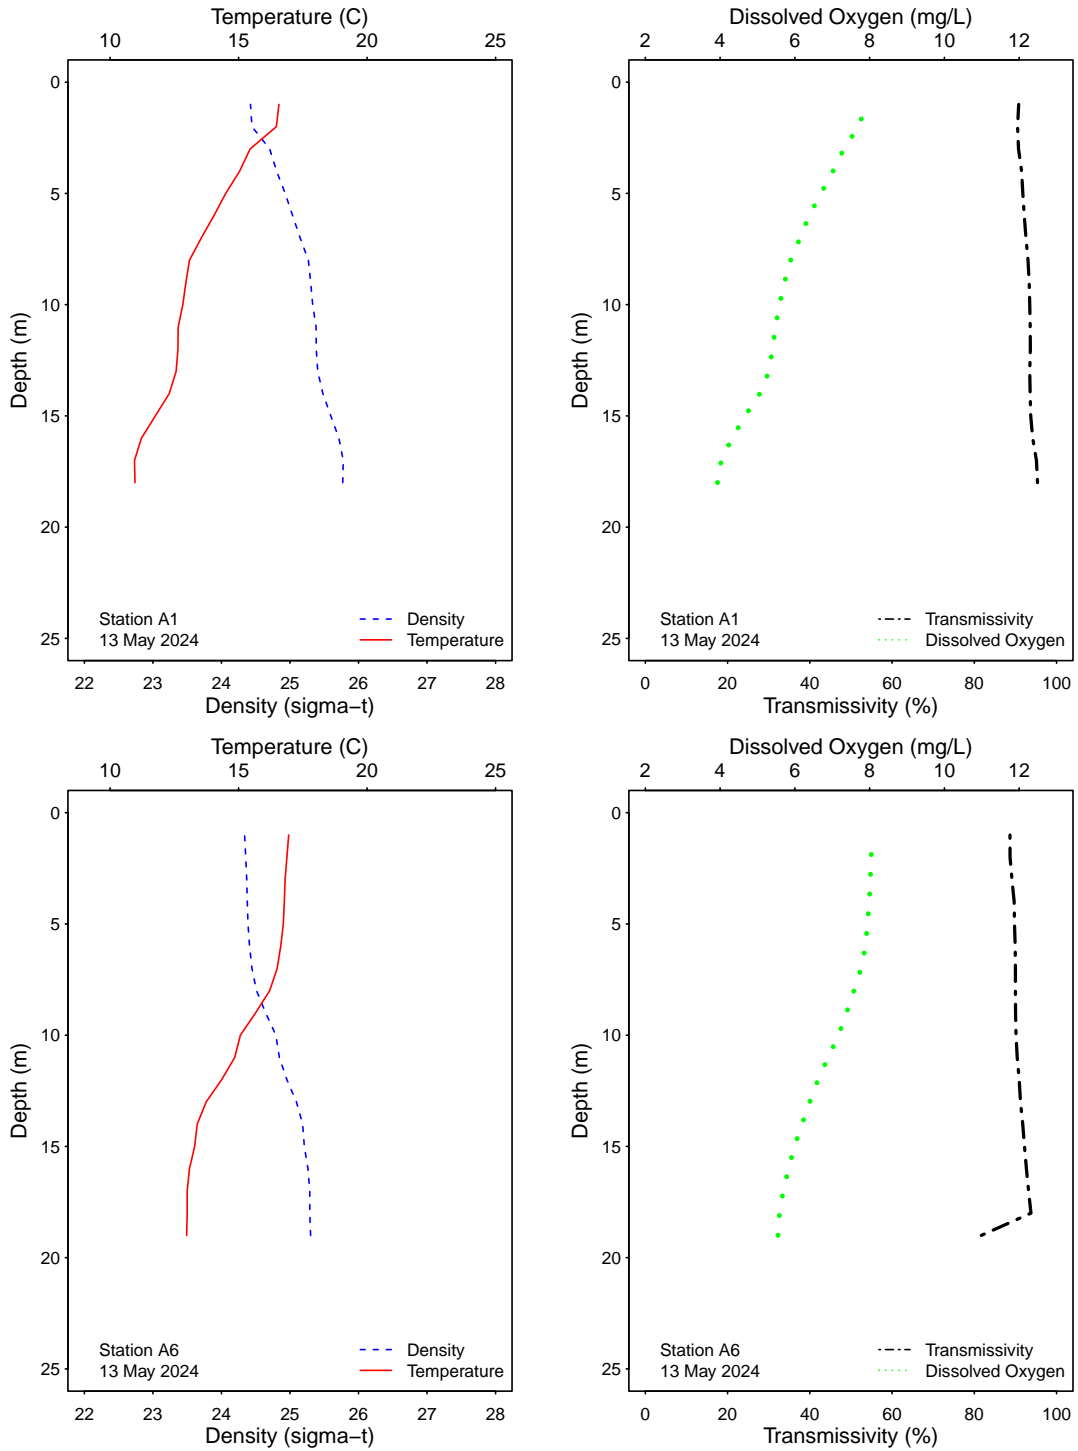 Temperature (C)
10 15 20 25
0
5
10
15
20
25
Depth (m)
Station A1
13 May 2024
Density
Temperature
22 23 24 25 26 27 28
Density (sigma−t)
Dissolved Oxygen (mg/L)
2 4 6 8 10 12
0
5
10
15
20
25
Depth (m)
Station A1
13 May 2024
Transmissivity
Dissolved Oxygen
0 20 40 60 80 100
Transmissivity (%)
Temperature (C)
10 15 20 25
0
5
10
15
20
25
Depth (m)
Station A6
13 May 2024
Density
Temperature
22 23 24 25 26 27 28
Density (sigma−t)
Dissolved Oxygen (mg/L)
2 4 6 8 10 12
0
5
10
15
20
25
Depth (m)
Station A6
13 May 2024
Transmissivity
Dissolved Oxygen
0 20 40 60 80 100
Transmissivity (%)